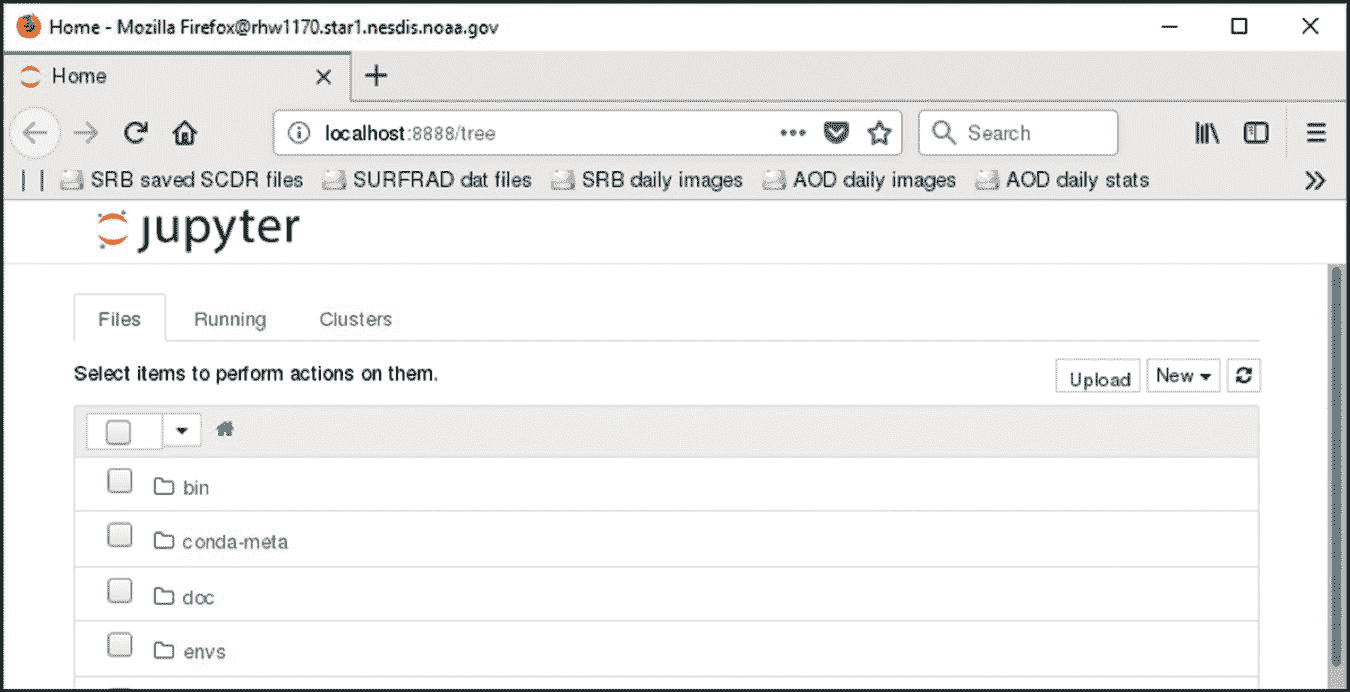 Home - Mozilla Firefox@rhw1170.star1.nesdis.noaa.gov
Home
localhost:8888/tree
Search
SRB saved SCDR files SURFRAD dat files SRB daily images AOD daily images AOD daily stats
jupyter
Files Running Clusters
Select items to perform actions on them.
Upload New
bin
conda-meta
doc
envs